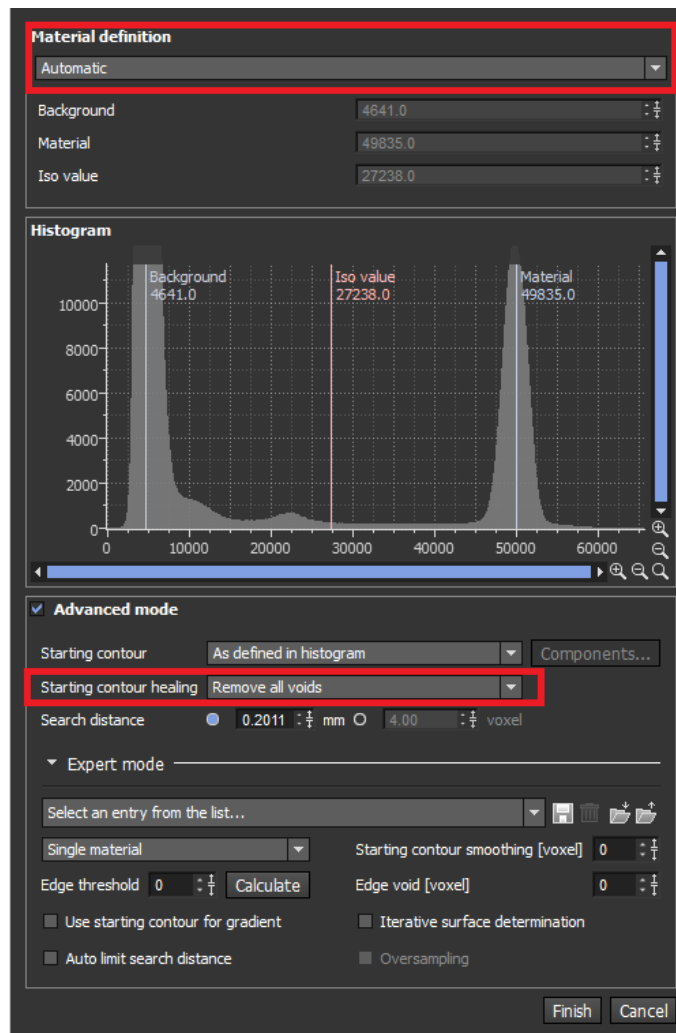 Material definition
Automatic
Background 4641.0
Material 49835.0
Iso value 27238.0
Histogram
Background Iso value Material
4641.0 27238.0 49835.0
10000
8000
6000
4000
2000
0
0 10000 20000 30000 40000 50000 60000
Advanced mode
Starting contour As defined in histogram Components...
Starting contour healing Remove all voids
Search distance 0.2011 mm 4.00 voxel
Expert mode
Select an entry from the list...
Single material Starting contour smoothing [voxel] 0
Edge threshold 0 Calculate Edge void [voxel] 0
Use starting contour for gradient Iterative surface determination
Auto limit search distance Oversampling
Finish Cancel